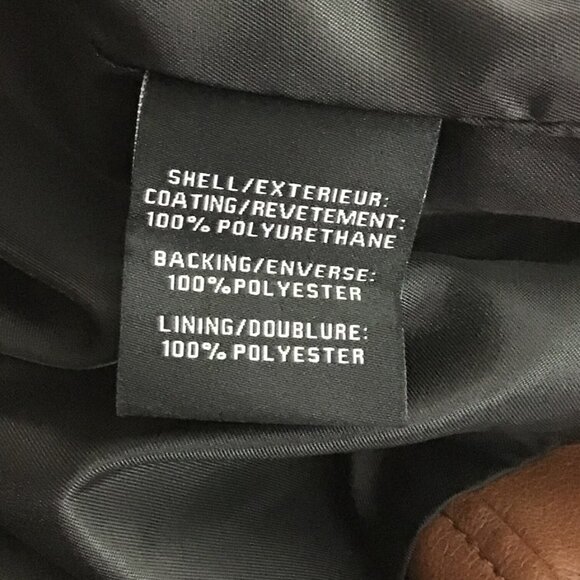 SHELL/EXTERIEUR:
COATING/REVETEMENT:
100% POLYURETHANE
BACKING/ENVERSE:
100%POLYESTER
LINING/DOUBLURE:
100% POLYESTER